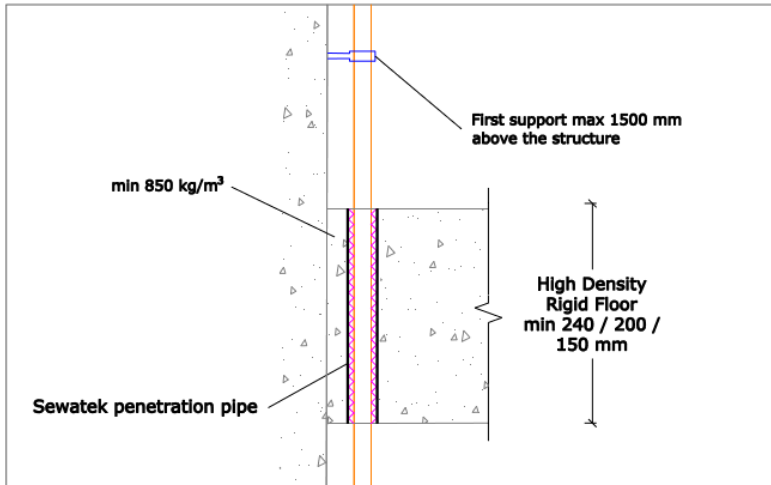 First support max 1500 mm
above the structure
min 850 kg/m³
High Density
Rigid Floor
min 240 / 200 /
150 mm
Sewatek penetration pipe